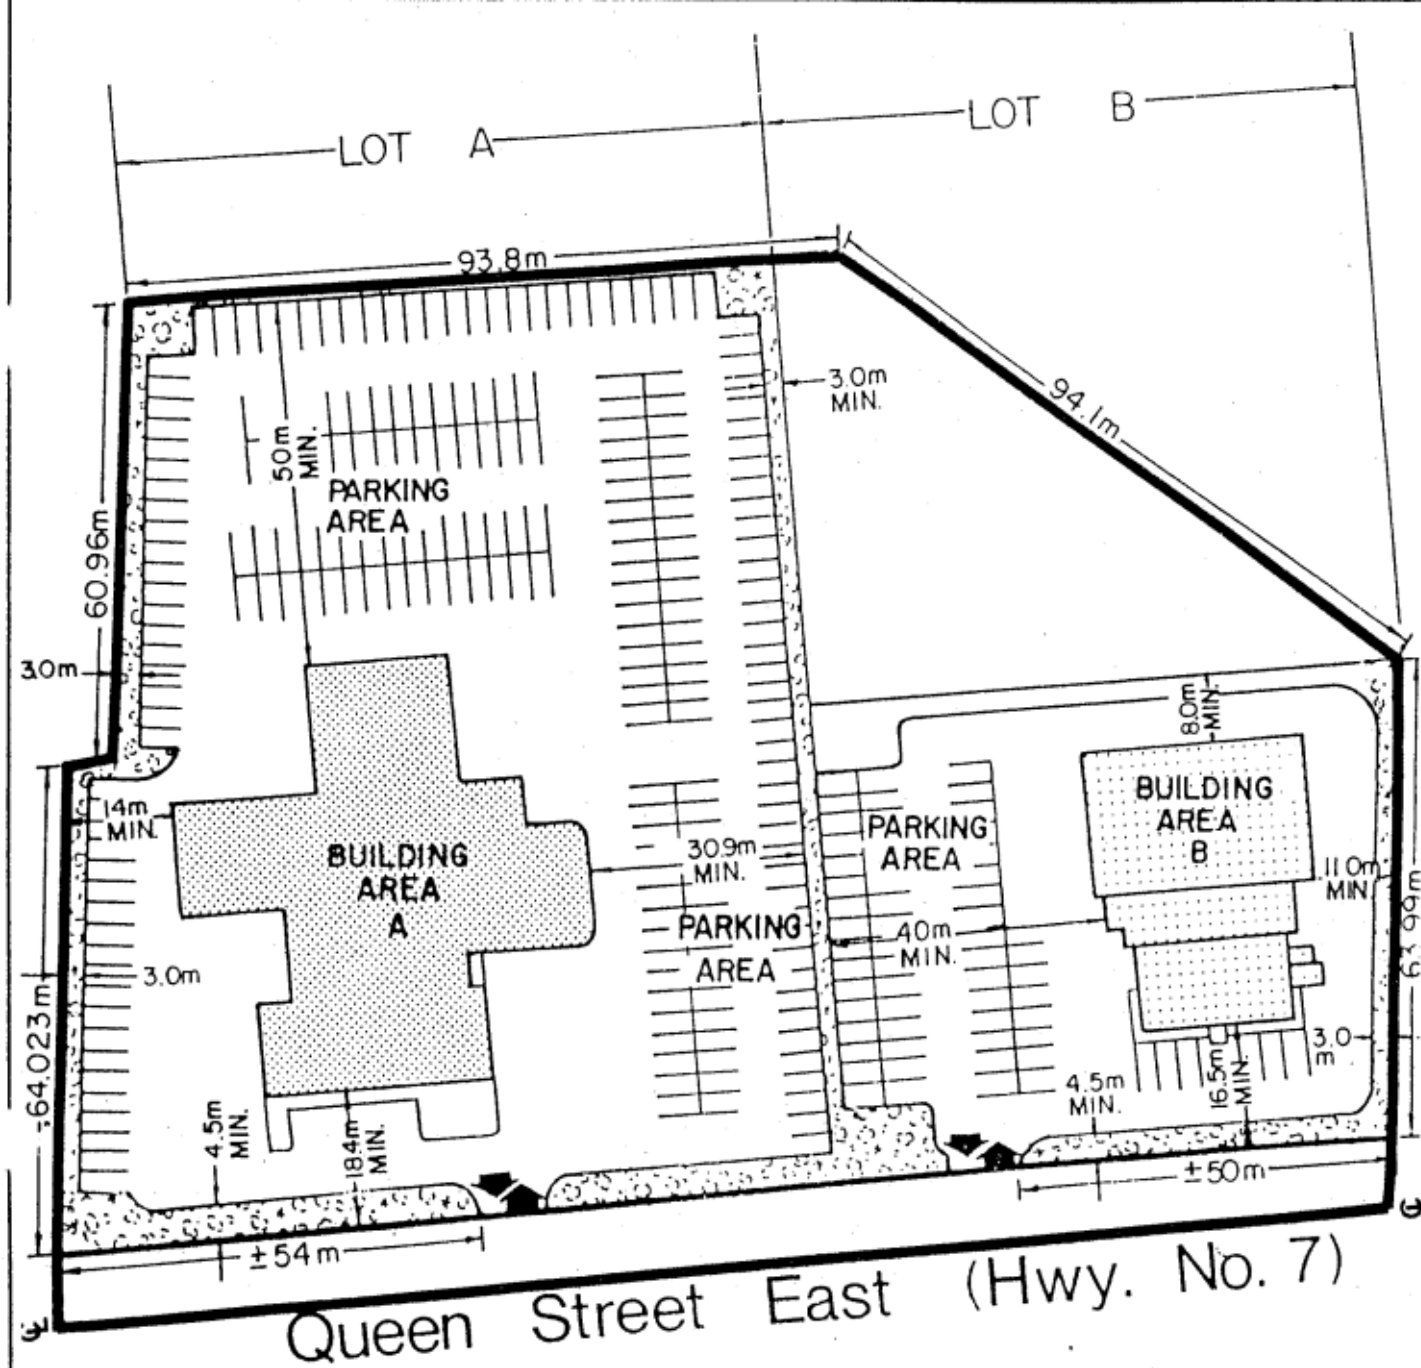 LOT A
LOT B
93.8m
94.1m
3.0m
MIN.
50m
MIN.
PARKING
AREA
60.96m
3.0m
8.0m
MIN.
14m
MIN.
BUILDING
AREA
A
30.9m
MIN.
PARKING
AREA
PARKING
AREA
BUILDING
AREA
B
11.0m
MIN.
40m
MIN.
63.99m
3.0m
64.023m
3.0
m
4.5m
MIN.
16.5m
MIN.
4.5m
MIN.
18.4m
MIN.
±50m
±54m
Queen Street East (Hwy. No. 7)